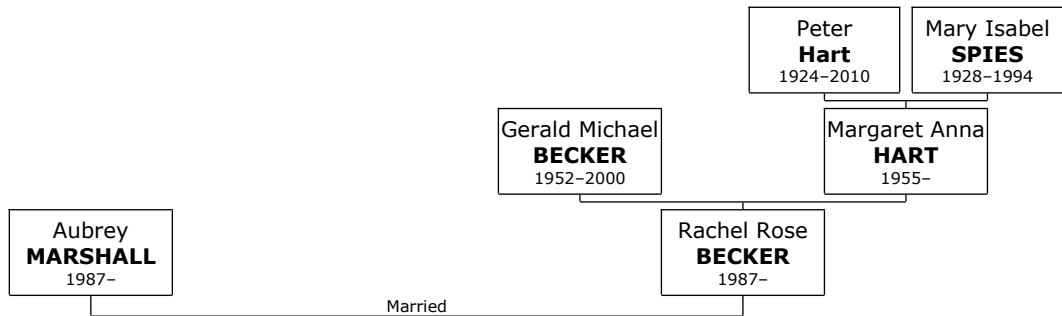 Peter
Hart
1924–2010
Mary Isabel
SPIES
1928–1994
Gerald Michael
BECKER
1952–2000
Margaret Anna
HART
1955–
Aubrey
MARSHALL
1987–
Rachel Rose
BECKER
1987–
Married